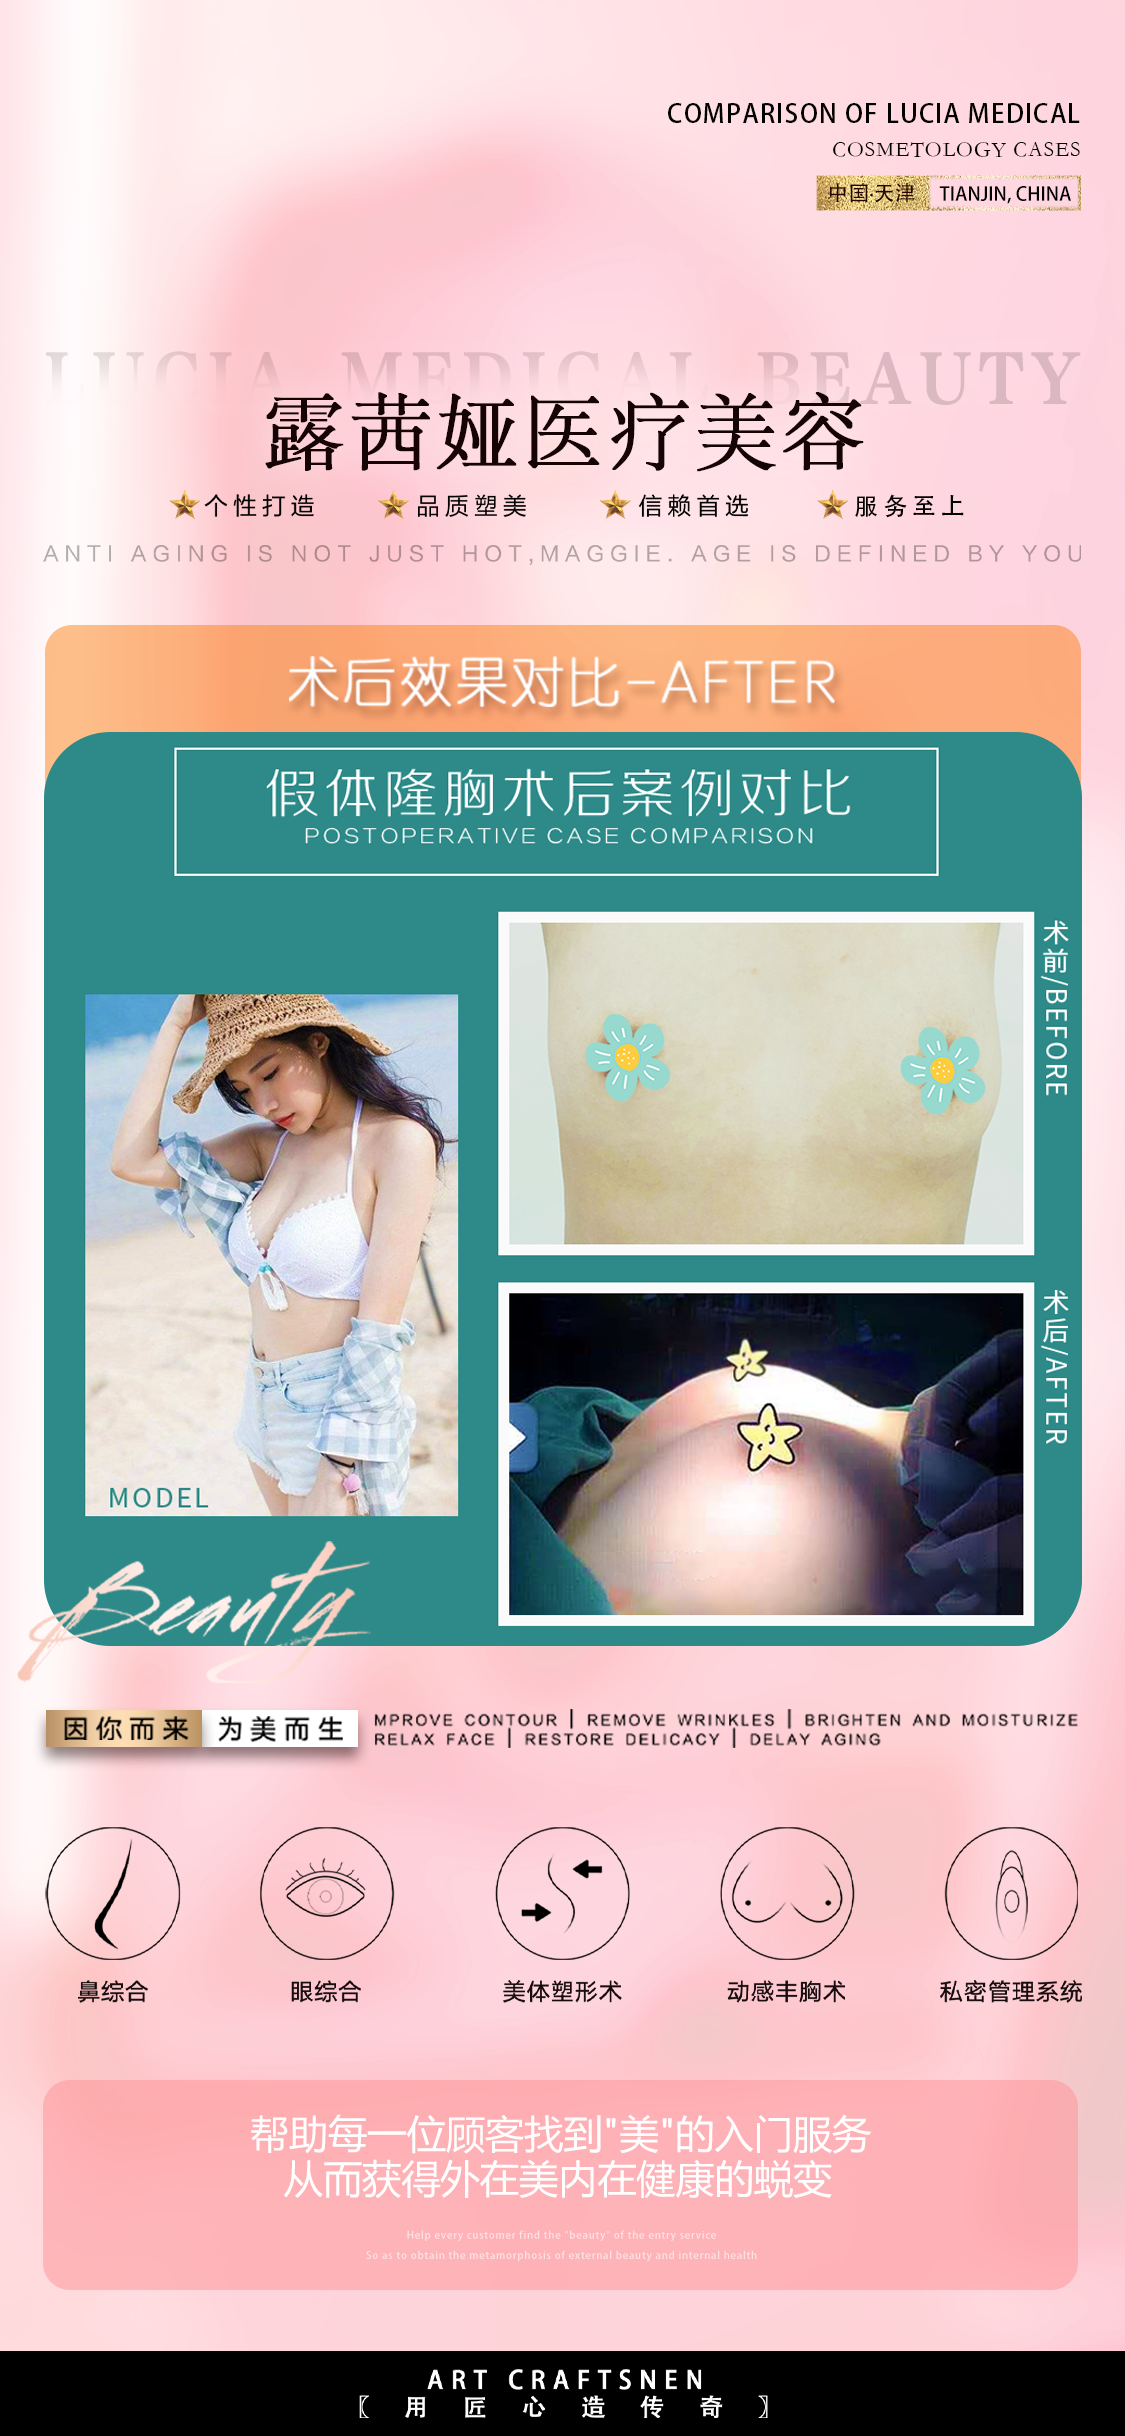 COMPARISON OF LUCIA MEDICAL
COSMETOLOGY CASES
中国·天津 TIANJIN, CHINA
LUCIA MEDICAL BEAUTY
露茜娅医疗美容
个性打造 品质塑美 信赖首选 服务至上
ANTI AGING IS NOT JUST HOT,MAGGIE. AGE IS DEFINED BY YOU
术后效果对比-AFTER
假体隆胸术后案例对比
POSTOPERATIVE CASE COMPARISON
术前/BEFORE
MODEL
术后/AFTER
Beauty
因你而来 为美而生
MPROVE CONTOUR | REMOVE WRINKLES | BRIGHTEN AND MOISTURIZE
RELAX FACE | RESTORE DELICACY | DELAY AGING
鼻综合 眼综合 美体塑形术 动感丰胸术 私密管理系统
帮助每一位顾客找到"美"的入门服务
从而获得外在美内在健康的蜕变
Help every customer find the "beauty" of the entry service
So as to obtain the metamorphosis of external beauty and internal health
ART CRAFTSNEN
〖用匠心造传奇〗